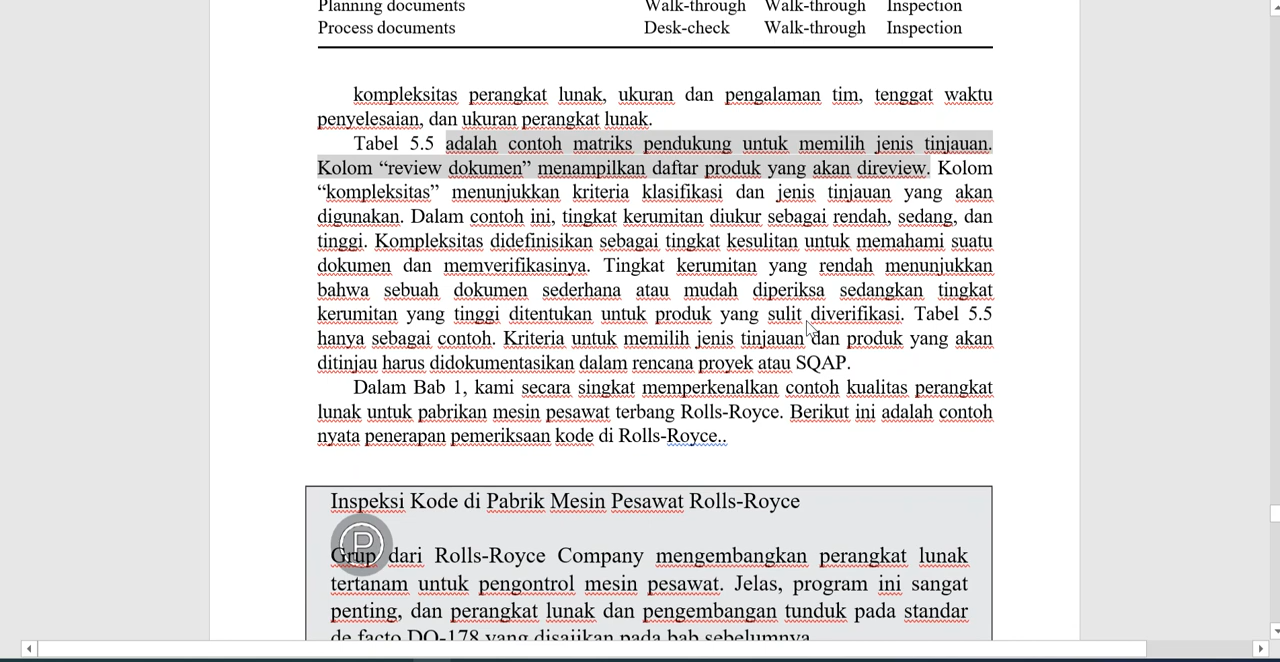 Planning documents Walk-through Walk-through Inspection
Process documents Desk-check Walk-through Inspection
kompleksitas perangkat lunak, ukuran dan pengalaman tim, tenggat waktu
penyelesaian, dan ukuran perangkat lunak.
Tabel 5.5 adalah contoh matriks pendukung untuk memilih jenis tinjauan.
Kolom “review dokumen” menampilkan daftar produk yang akan direview. Kolom
“kompleksitas” menunjukkan kriteria klasifikasi dan jenis tinjauan yang akan
digunakan. Dalam contoh ini, tingkat kerumitan diukur sebagai rendah, sedang, dan
tinggi. Kompleksitas didefinisikan sebagai tingkat kesulitan untuk memahami suatu
dokumen dan memverifikasinya. Tingkat kerumitan yang rendah menunjukkan
bahwa sebuah dokumen sederhana atau mudah diperiksa sedangkan tingkat
kerumitan yang tinggi ditentukan untuk produk yang sulit diverifikasi. Tabel 5.5
hanya sebagai contoh. Kriteria untuk memilih jenis tinjauan dan produk yang akan
ditinjau harus didokumentasikan dalam rencana proyek atau SQAP.
Dalam Bab 1, kami secara singkat memperkenalkan contoh kualitas perangkat
lunak untuk pabrikan mesin pesawat terbang Rolls-Royce. Berikut ini adalah contoh
nyata penerapan pemeriksaan kode di Rolls-Royce..
Inspeksi Kode di Pabrik Mesin Pesawat Rolls-Royce
P
Grup dari Rolls-Royce Company mengembangkan perangkat lunak
tertanam untuk pengontrol mesin pesawat. Jelas, program ini sangat
penting, dan perangkat lunak dan pengembangan tunduk pada standar
de facto DO-178 yang disajikan pada bab sebelumnya